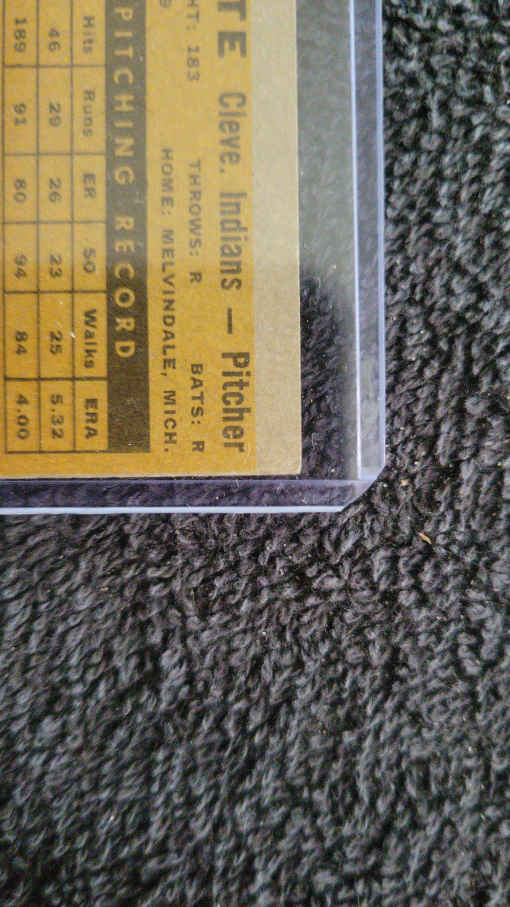 TE Cleve. Indians — Pitcher
HT: 183 THROWS: R BATS: R
9 HOME: MELVINDALE, MICH.
PITCHING RECORD
Hits Runs ER SO Walks ERA
46 29 26 23 25 5.32
189 91 80 94 84 4.00